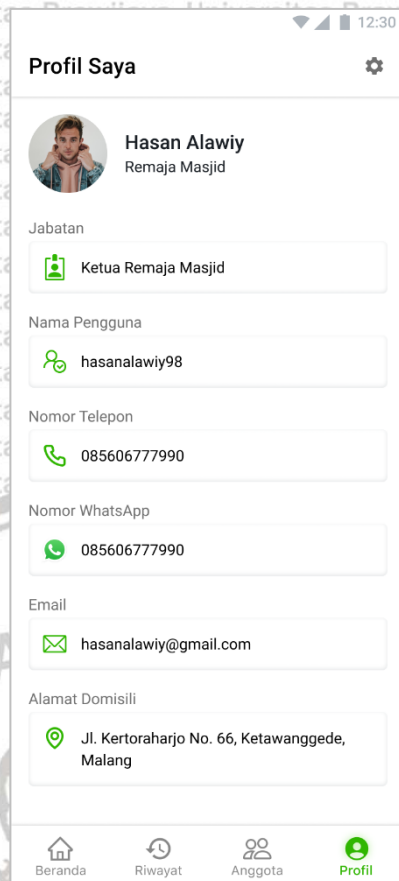 12:30
Profil Saya
Hasan Alawiy
Remaja Masjid
Jabatan
Ketua Remaja Masjid
Nama Pengguna
hasanalawiy98
Nomor Telepon
085606777990
Nomor WhatsApp
085606777990
Email
hasanalawiy@gmail.com
Alamat Domisili
Jl. Kertoraharjo No. 66, Ketawanggede,
Malang
Beranda
Riwayat
Anggota
Profil